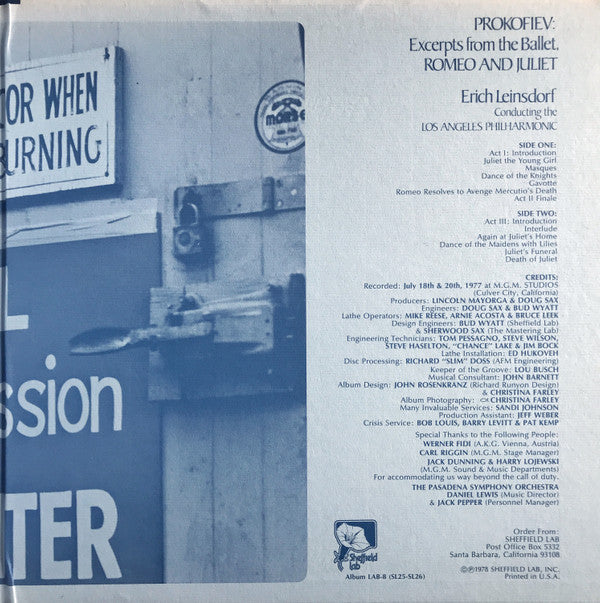 OOR WHEN
BURNING
MORSE
ssion
TER
PROKOFIEV:
Excerpts from the Ballet,
ROMEO AND JULIET
Erich Leinsdorf
Conducting the
LOS ANGELES PHILHARMONIC
SIDE ONE:
Act I: Introduction
Juliet the Young Girl
Masques
Dance of the Knights
Gavotte
Romeo Resolves to Avenge Mercutio's Death
Act II Finale
SIDE TWO:
Act III: Introduction
Interlude
Again at Juliet's Home
Dance of the Maidens with Lilies
Juliet's Funeral
Death of Juliet
CREDITS:
Recorded: July 18th & 20th, 1977 at M.G.M. STUDIOS
(Culver City, California)
Producers: LINCOLN MAYORGA & DOUG SAX
Engineers: DOUG SAX & BUD WYATT
Lathe Operators: MIKE REESE, ARNIE ACOSTA & BRUCE LEEK
Design Engineers: BUD WYATT (Sheffield Lab)
& SHERWOOD SAX (The Mastering Lab)
Engineering Technicians: TOM PESSAGNO, STEVE WILSON,
STEVE HASELTON, "CHANCE" LAKE & JIM BOCK
Lathe Installation: ED HUKOVEH
Disc Processing: RICHARD "SLIM" DOSS (AFM Engineering)
Keeper of the Groove: LOU BUSCH
Musical Consultant: JOHN BARNETT
Album Design: JOHN ROSENKRANZ (Richard Runyon Design)
& CHRISTINA FARLEY
Album Photography: CHRISTINA FARLEY
Many Invaluable Services: SANDI JOHNSON
Production Assistant: JEFF WEBER
Crisis Service: BOB LOUIS, BARRY LEVITT & PAT KEMP
Special Thanks to the Following People:
WERNER FIDI (A.K.G. Vienna, Austria)
CARL RIGGIN (M.G.M. Stage Manager)
JACK DUNNING & HARRY LOJEWSKI
(M.G.M. Sound & Music Departments)
For accommodating us way beyond the call of duty.
THE PASADENA SYMPHONY ORCHESTRA
DANIEL LEWIS (Music Director)
& JACK PEPPER (Personnel Manager)
Sheffield
Lab
Album LAB-8 (SL25-SL26)
Order From:
SHEFFIELD LAB
Post Office Box 5332
Santa Barbara, California 93108
©℗1978 SHEFFIELD LAB, INC.
Printed in U.S.A.